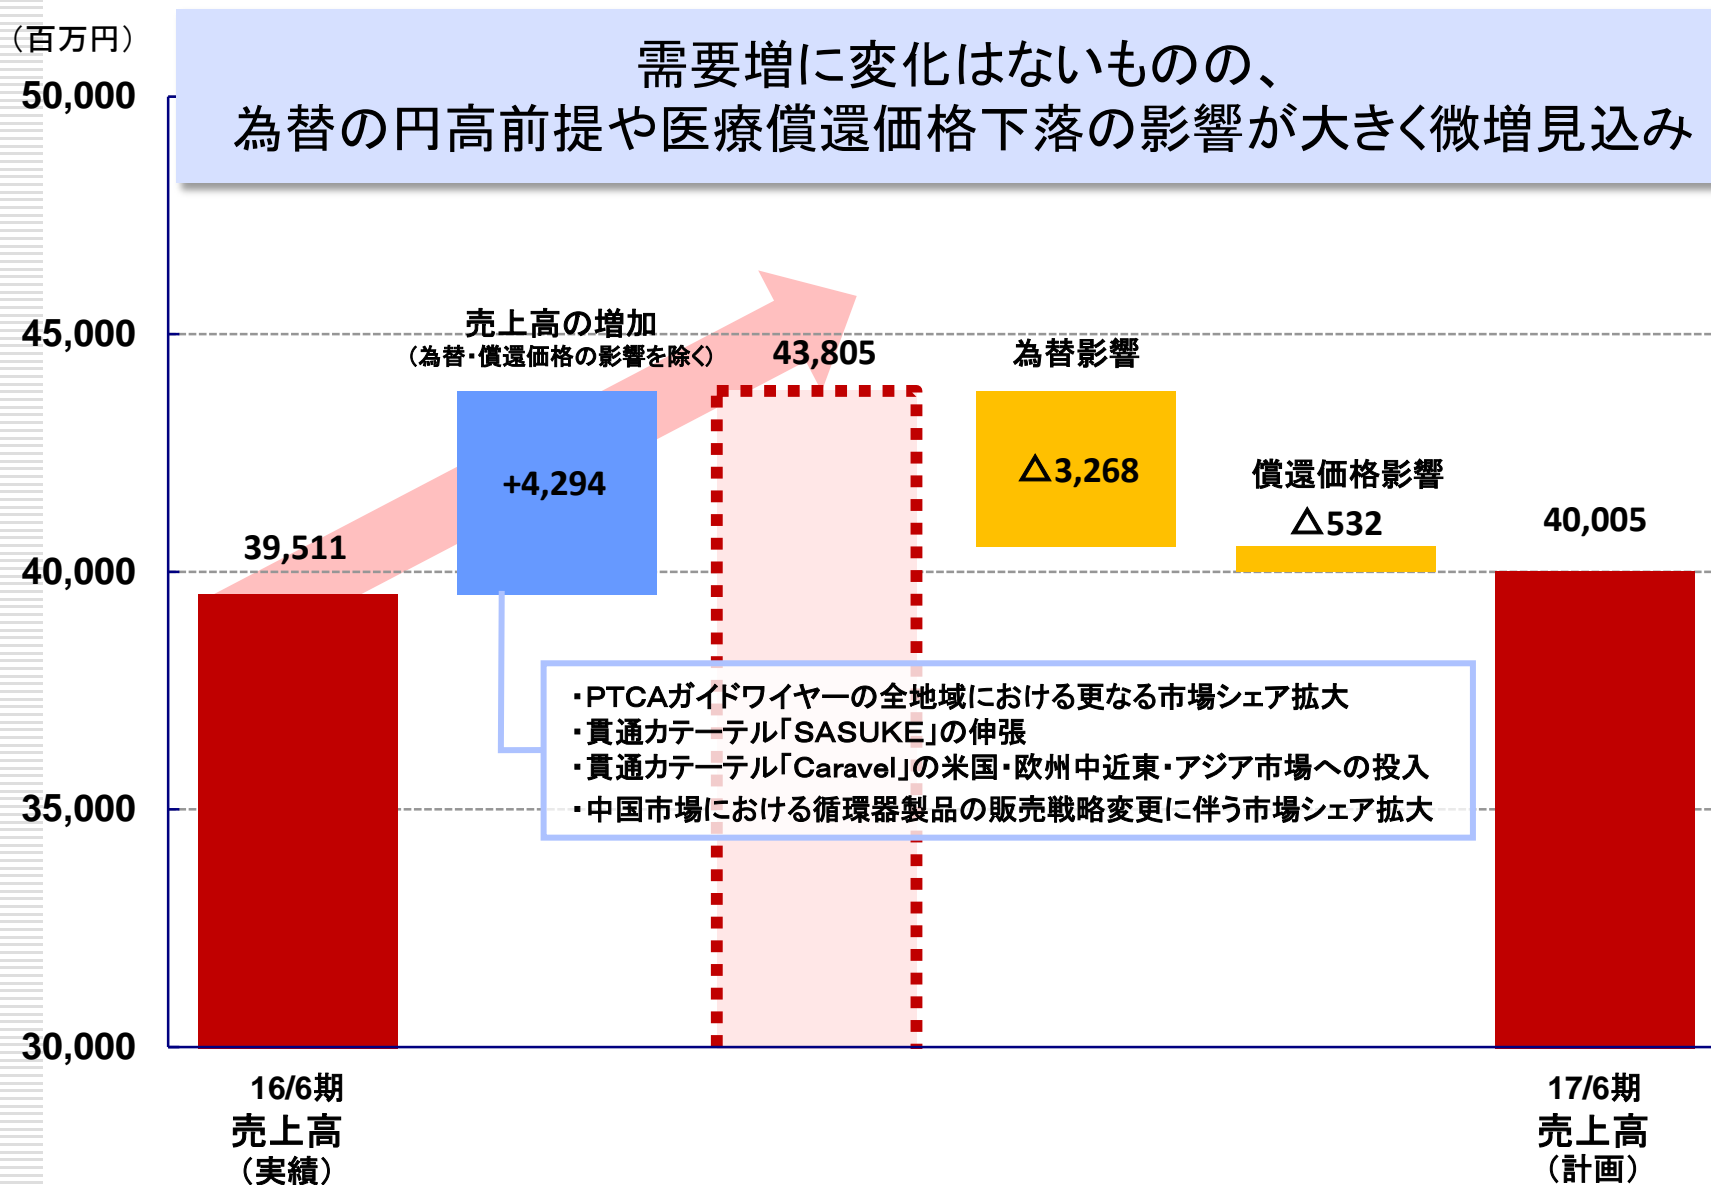 （百万円）
需要増に変化はないものの、
為替の円高前提や医療償還価格下落の影響が大きく微増見込み
50,000
45,000
40,000
35,000
30,000
売上高の増加
（為替・償還価格の影響を除く）
43,805
為替影響
+4,294
△3,268
償還価格影響
△532
39,511
40,005
・PTCAガイドワイヤーの全地域における更なる市場シェア拡大
・貫通カテーテル「SASUKE」の伸張
・貫通カテーテル「Caravel」の米国・欧州中近東・アジア市場への投入
・中国市場における循環器製品の販売戦略変更に伴う市場シェア拡大
16/6期
売上高
（実績）
17/6期
売上高
（計画）